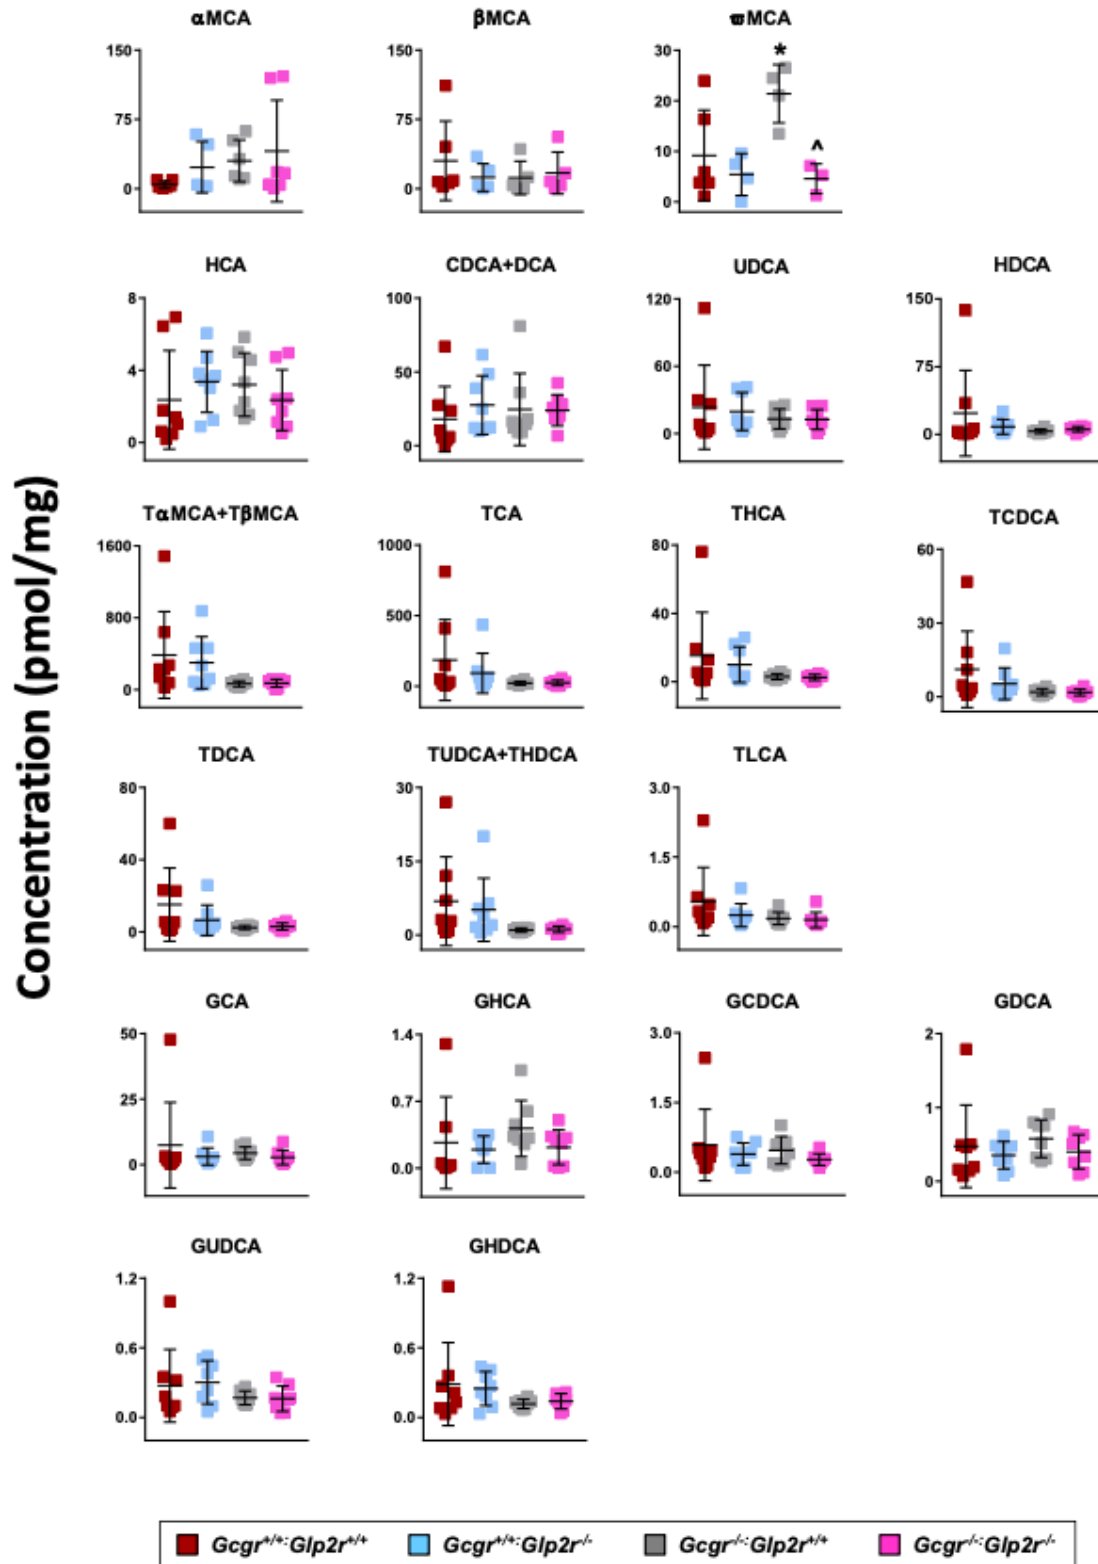 αMCA βMCA ϖMCA
150 150 30
* 
20
75 75
^
10
0 0 0
HCA CDCA+DCA UDCA HDCA
8 100 120 150
4 50 60 75
0 0 0 0
Concentration (pmol/mg)
TαMCA+TβMCA TCA THCA TCDCA
1600 1000 80 60
800 500 40 30
0 0 0 0
TDCA TUDCA+THDCA TLCA
80 30 3.0
40 15 1.5
0 0 0.0
GCA GHCA GCDCA GDCA
50 1.4 3.0 2
25 0.7 1.5 1
0 0.0 0.0 0
GUDCA GHDCA
1.2 1.2
0.6 0.6
0.0 0.0
Gcgr+/+:Glp2r+/+ Gcgr+/+:Glp2r-/- Gcgr-/-:Glp2r+/+ Gcgr-/-:Glp2r-/-